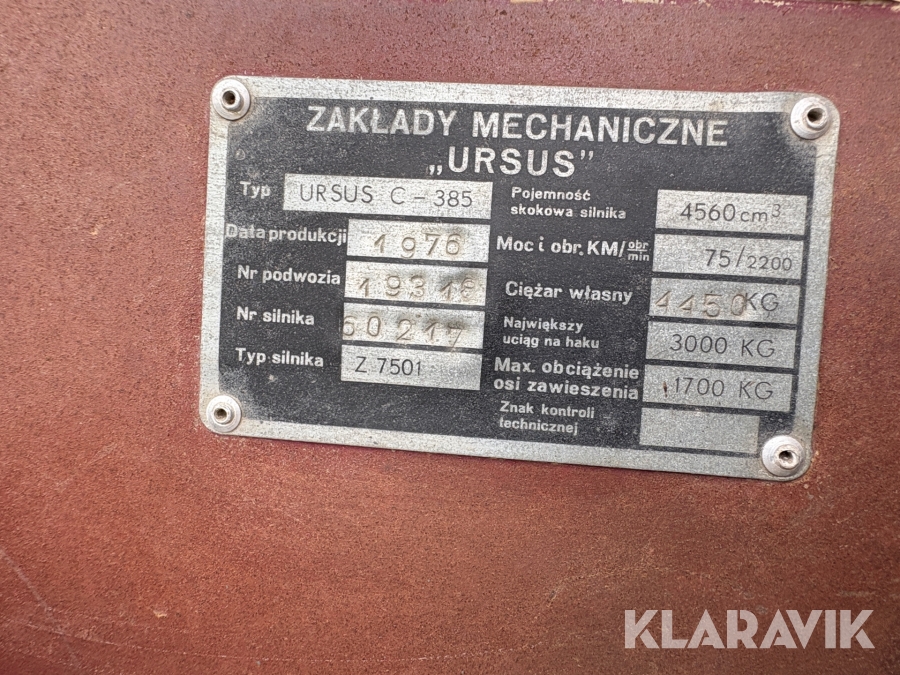 ZAKŁADY MECHANICZNE
„URSUS”
Typ URSUS C-385
Data produkcji 1976
Nr podwozia 19318
Nr silnika 60217
Typ silnika Z 7501
Pojemność
skokowa silnika 4560 cm³
Moc i obr. KM/obr/min 75/2200
Ciężar własny KG
Największy
uciąg na haku 3000 KG
Max. obciążenie
osi zawieszenia 1700 KG
Znak kontroli
technicznej
KLARAVIK